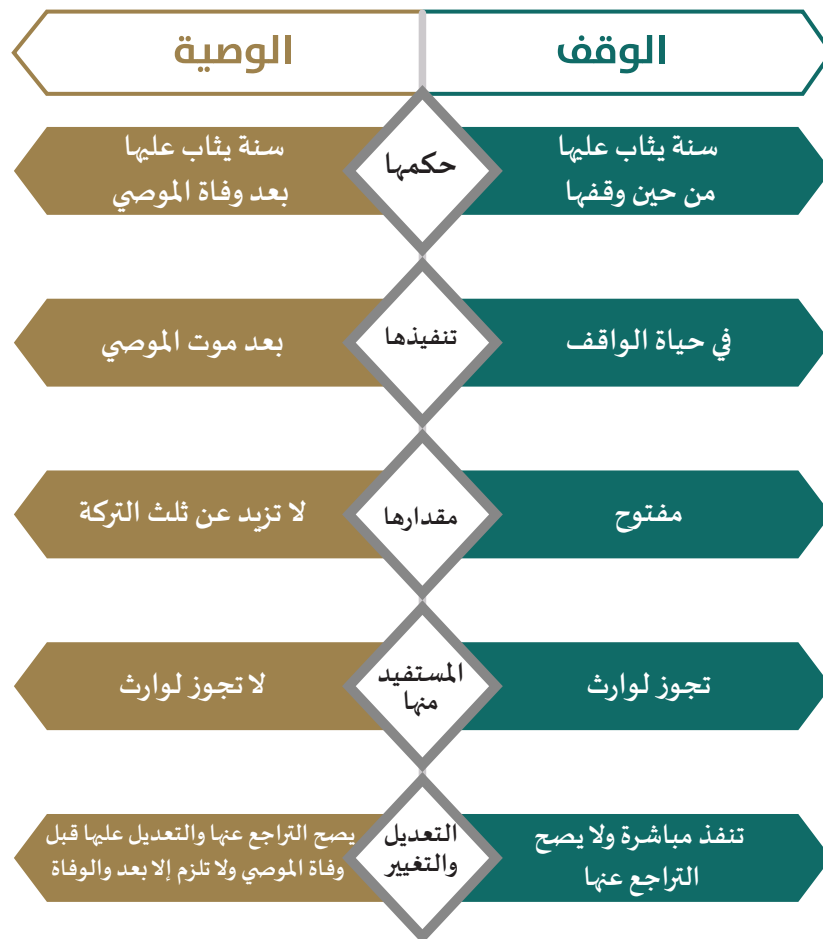 الوقف
الوصية
سنة يثاب عليها
من حين وقفها
حكمها
سنة يثاب عليها
بعد وفاة الموصي
في حياة الواقف
تنفيذها
بعد موت الموصي
مفتوح
مقدارها
لا تزيد عن ثلث التركة
تجوز لوارث
المستفيد
منها
لا تجوز لوارث
تنفذ مباشرة ولا يصح
التراجع عنها
التعديل
والتغيير
يصح التراجع عنها والتعديل عليها قبل
وفاة الموصي ولا تلزم إلا بعد والوفاة